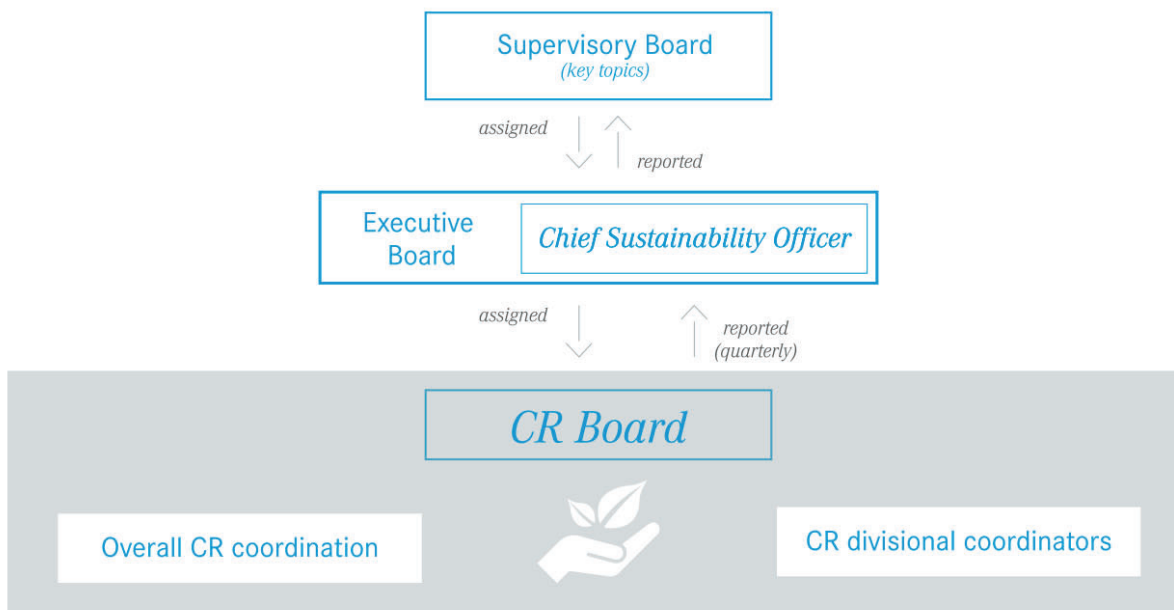 Supervisory Board
(key topics)
assigned
reported
Executive
Board
Chief Sustainability Officer
assigned
reported
(quarterly)
CR Board
Overall CR coordination
CR divisional coordinators